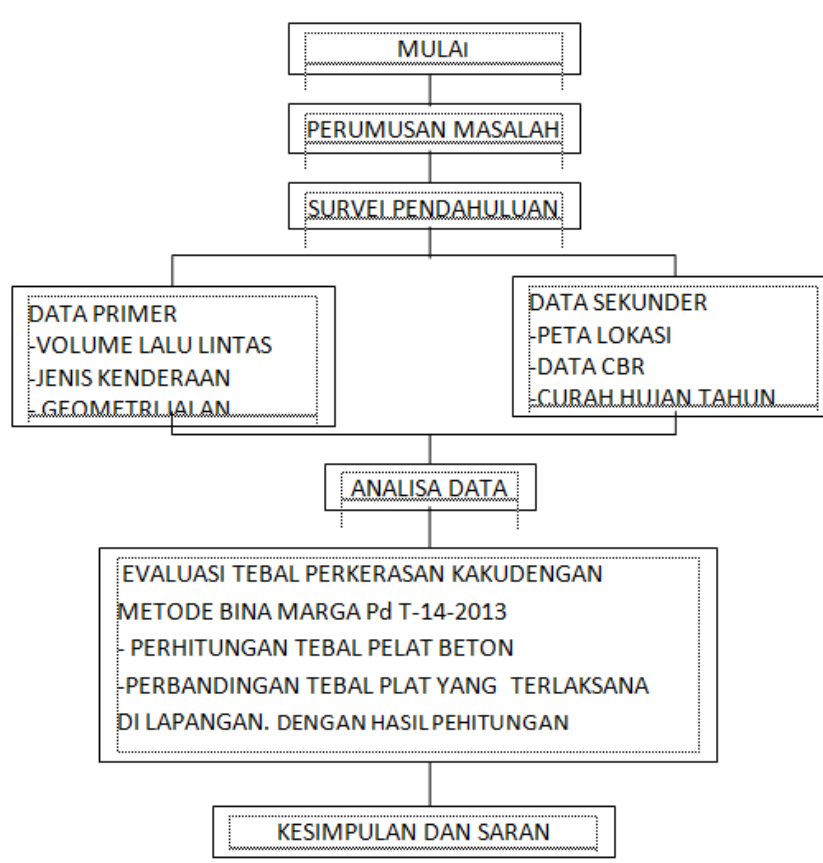 MULAI
PERUMUSAN MASALAH
SURVEI PENDAHULUAN
DATA PRIMER
-VOLUME LALU LINTAS
-JENIS KENDERAAN
- GEOMETRI JALAN
DATA SEKUNDER
-PETA LOKASI
-DATA CBR
-CURAH HUJAN TAHUN
ANALISA DATA
EVALUASI TEBAL PERKERASAN KAKUDENGAN
METODE BINA MARGA Pd T-14-2013
- PERHITUNGAN TEBAL PELAT BETON
-PERBANDINGAN TEBAL PLAT YANG TERLAKSANA
DI LAPANGAN. DENGAN HASIL PEHITUNGAN
KESIMPULAN DAN SARAN